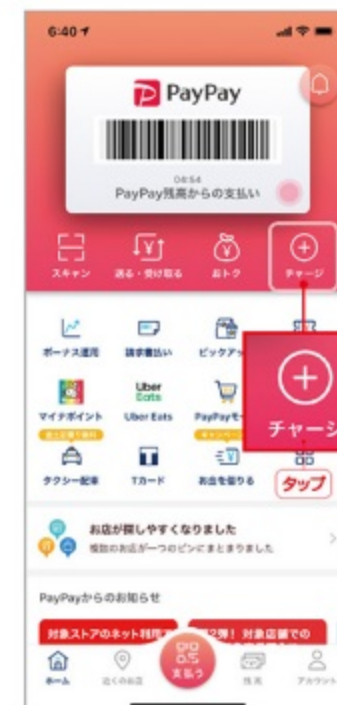 6:40
PayPay
04:54
PayPay残高からの支払い
スキャン
送る・受け取る
おトク
チャージ
ボーナス運用
請求書払い
ピックア
チャージ
マイナポイント
Uber Eats
Uber Eats
PayPayモ
タクシー配車
Tカード
お金を借りる
タップ
お店が探しやすくなりました
複数のお店が一つのピンにまとまりました
PayPayからのお知らせ
対象ストアのネット利用
2弾! 対象店舗での
ホーム
近くのお店
支払う
残高
アカウント